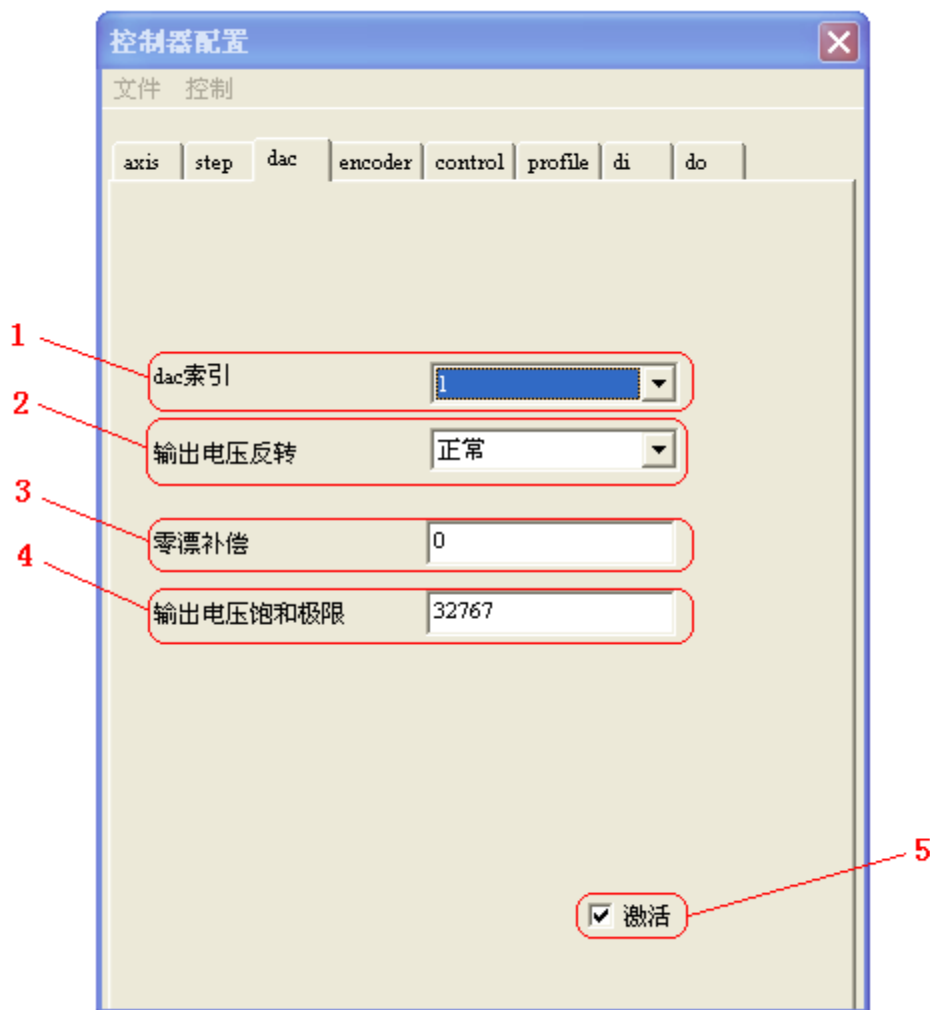 控制器配置
文件 控制
axis step dac encoder control profile di do
1
dac索引 1
2
输出电压反转 正常
3
零漂补偿 0
4
输出电压饱和极限 32767
5
激活